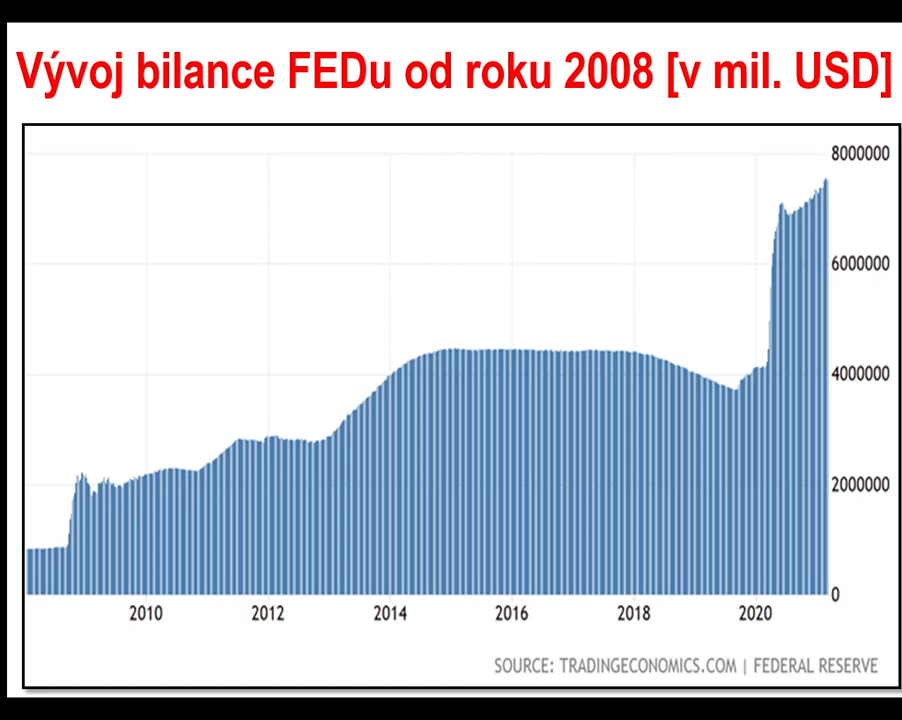 Vývoj bilance FEDu od roku 2008 [v mil. USD]
8000000
6000000
4000000
2000000
0
2010 2012 2014 2016 2018 2020
SOURCE: TRADINGECONOMICS.COM | FEDERAL RESERVE